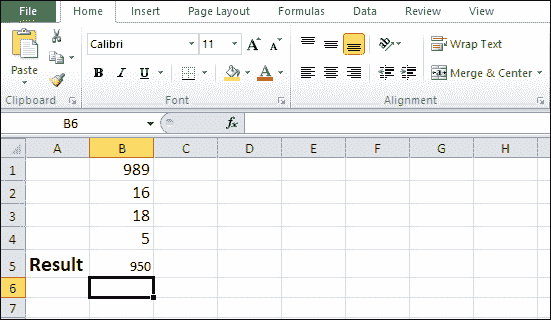 File Home Insert Page Layout Formulas Data Review View
Calibri 11 A A Wrap Text
Paste B I U A Merge & Center
Clipboard Font Alignment
B6 fx
A B C D E F G H
1 989
2 16
3 18
4 5
5 Result 950
6
7